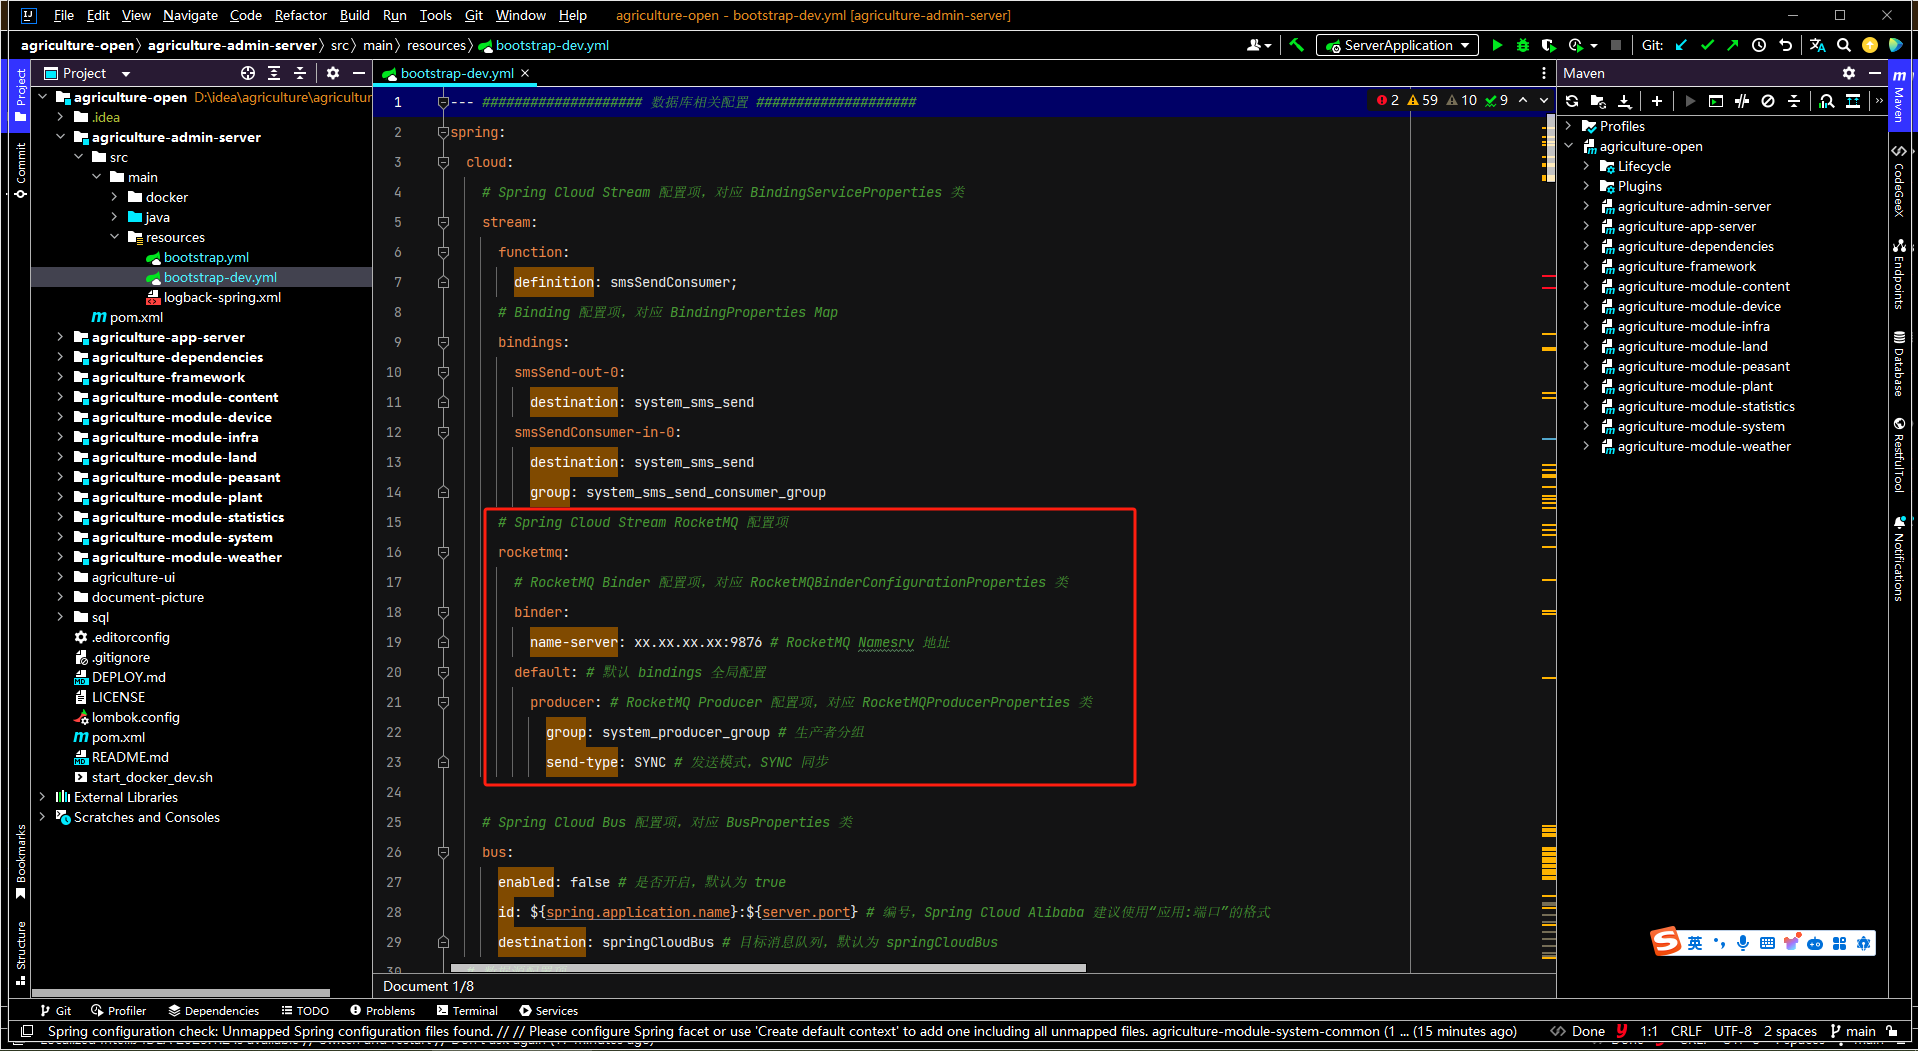 File Edit View Navigate Code Refactor Build Run Tools Git Window Help agriculture-open - bootstrap-dev.yml [agriculture-admin-server]
agriculture-open agriculture-admin-server src main resources bootstrap-dev.yml
ServerApplication
Git:
Project
Commit
Bookmarks
Structure
Project
agriculture-open D:\idea\agriculture\agricultur
.idea
agriculture-admin-server
src
main
docker
java
resources
bootstrap.yml
bootstrap-dev.yml
logback-spring.xml
pom.xml
agriculture-app-server
agriculture-dependencies
agriculture-framework
agriculture-module-content
agriculture-module-device
agriculture-module-infra
agriculture-module-land
agriculture-module-peasant
agriculture-module-plant
agriculture-module-statistics
agriculture-module-system
agriculture-module-weather
agriculture-ui
document-picture
sql
.editorconfig
.gitignore
DEPLOY.md
LICENSE
lombok.config
pom.xml
README.md
start_docker_dev.sh
External Libraries
Scratches and Consoles
bootstrap-dev.yml
2 59 10 9
1 --- #################### 数据库相关配置 ####################
2 spring:
3 cloud:
4 # Spring Cloud Stream 配置项，对应 BindingServiceProperties 类
5 stream:
6 function:
7 definition: smsSendConsumer;
8 # Binding 配置项，对应 BindingProperties Map
9 bindings:
10 smsSend-out-0:
11 destination: system_sms_send
12 smsSendConsumer-in-0:
13 destination: system_sms_send
14 group: system_sms_send_consumer_group
15 # Spring Cloud Stream RocketMQ 配置项
16 rocketmq:
17 # RocketMQ Binder 配置项，对应 RocketMQBinderConfigurationProperties 类
18 binder:
19 name-server: xx.xx.xx.xx:9876 # RocketMQ Namesrv 地址
20 default: # 默认 bindings 全局配置
21 producer: # RocketMQ Producer 配置项，对应 RocketMQProducerProperties 类
22 group: system_producer_group # 生产者分组
23 send-type: SYNC # 发送模式，SYNC 同步
24
25 # Spring Cloud Bus 配置项，对应 BusProperties 类
26 bus:
27 enabled: false # 是否开启，默认为 true
28 id: ${spring.application.name}:${server.port} # 编号，Spring Cloud Alibaba 建议使用“应用:端口”的格式
29 destination: springCloudBus # 目标消息队列，默认为 springCloudBus
30
Document 1/8
Maven
Profiles
agriculture-open
Lifecycle
Plugins
agriculture-admin-server
agriculture-app-server
agriculture-dependencies
agriculture-framework
agriculture-module-content
agriculture-module-device
agriculture-module-infra
agriculture-module-land
agriculture-module-peasant
agriculture-module-plant
agriculture-module-statistics
agriculture-module-system
agriculture-module-weather
Maven
CodeGeeX
Endpoints
Database
RestfulTool
Notifications
英
Git Profiler Dependencies TODO Problems Terminal Services
Spring configuration check: Unmapped Spring configuration files found. // // Please configure Spring facet or use 'Create default context' to add one including all unmapped files. agriculture-module-system-common (1 ... (15 minutes ago) Done 1:1 CRLF UTF-8 2 spaces main